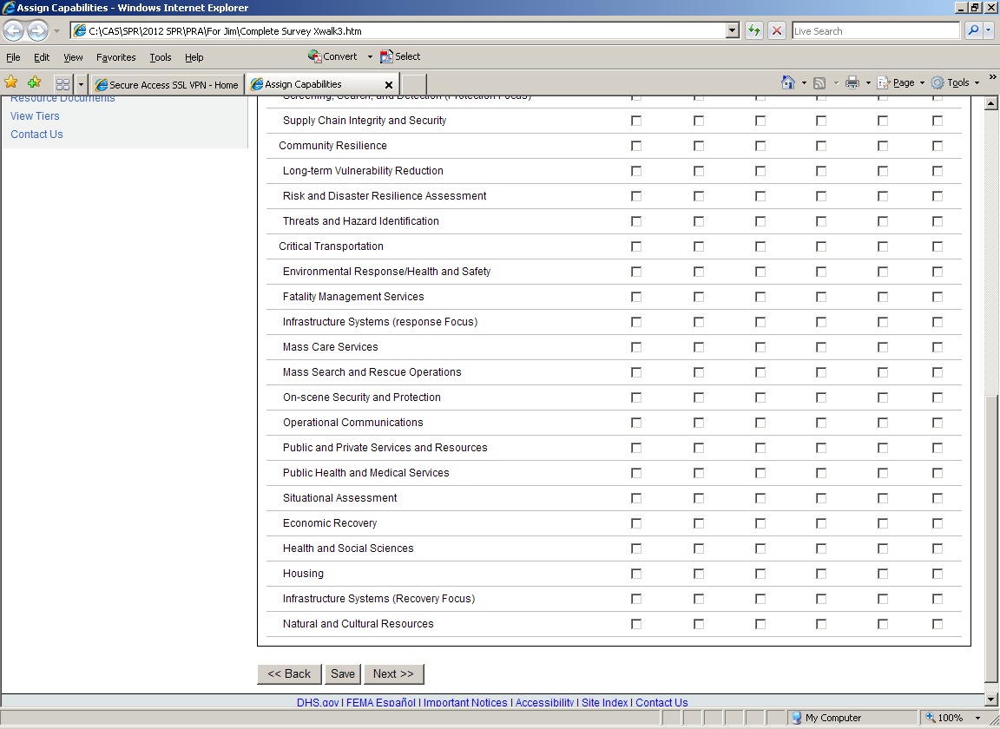 Assign Capabilities - Windows Internet Explorer
C:\CAS\SPR\2012 SPR\PRA\For Jim\Complete Survey Xwalk3.htm
Live Search
File Edit View Favorites Tools Help Convert Select
Secure Access SSL VPN - Home Assign Capabilities Page Tools
Resource Documents
View Tiers
Contact Us
Screening, Search, and Detection (Protection Focus)
Supply Chain Integrity and Security
Community Resilience
Long-term Vulnerability Reduction
Risk and Disaster Resilience Assessment
Threats and Hazard Identification
Critical Transportation
Environmental Response/Health and Safety
Fatality Management Services
Infrastructure Systems (response Focus)
Mass Care Services
Mass Search and Rescue Operations
On-scene Security and Protection
Operational Communications
Public and Private Services and Resources
Public Health and Medical Services
Situational Assessment
Economic Recovery
Health and Social Sciences
Housing
Infrastructure Systems (Recovery Focus)
Natural and Cultural Resources
<< Back Save Next >>
DHS.gov | FEMA Español | Important Notices | Accessibility | Site Index | Contact Us
My Computer 100%